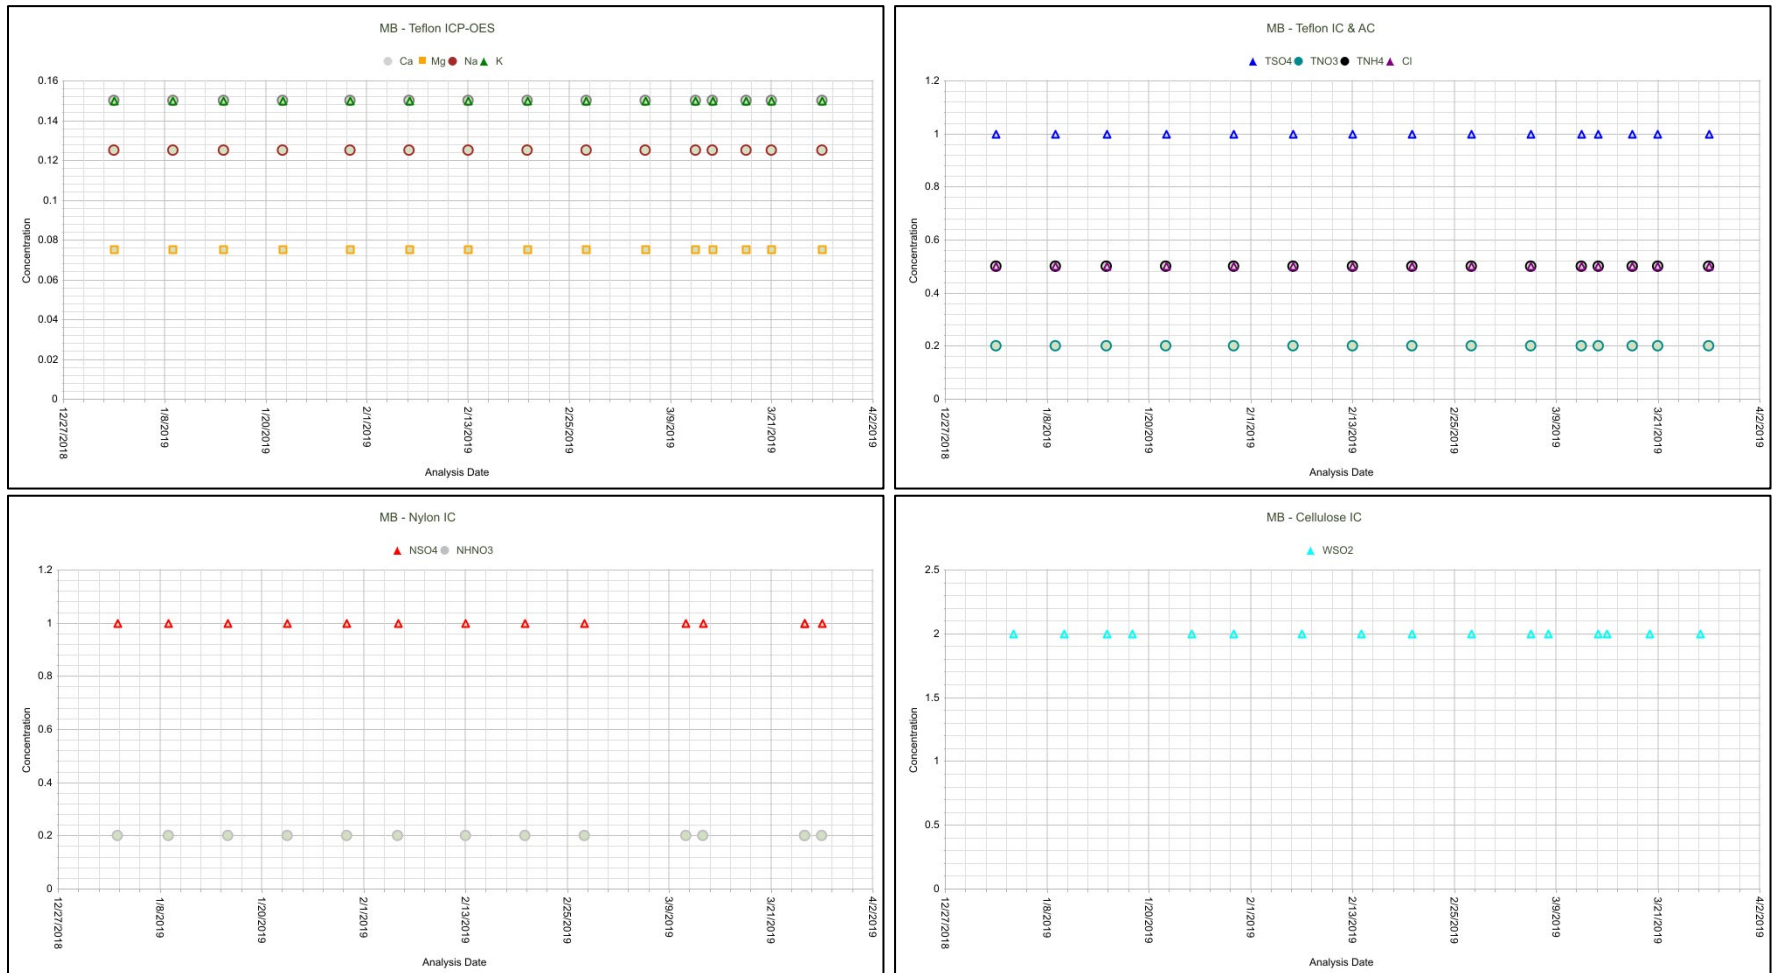 MB - Teflon ICP-OES
Ca Mg Na K
0.16
0.14
0.12
0.1
0.08
0.06
0.04
0.02
0
Concentration
12/27/2018 1/8/2019 1/20/2019 2/1/2019 2/13/2019 2/25/2019 3/9/2019 3/21/2019 4/2/2019
Analysis Date
MB - Teflon IC & AC
TSO4 TNO3 TNH4 Cl
1.2
1
0.8
0.6
0.4
0.2
0
Concentration
12/27/2018 1/8/2019 1/20/2019 2/1/2019 2/13/2019 2/25/2019 3/9/2019 3/21/2019 4/2/2019
Analysis Date
MB - Nylon IC
NSO4 NHNO3
1.2
1
0.8
0.6
0.4
0.2
0
Concentration
12/27/2018 1/8/2019 1/20/2019 2/1/2019 2/13/2019 2/25/2019 3/9/2019 3/21/2019 4/2/2019
Analysis Date
MB - Cellulose IC
WSO2
2.5
2
1.5
1
0.5
0
Concentration
12/27/2018 1/8/2019 1/20/2019 2/1/2019 2/13/2019 2/25/2019 3/9/2019 3/21/2019 4/2/2019
Analysis Date